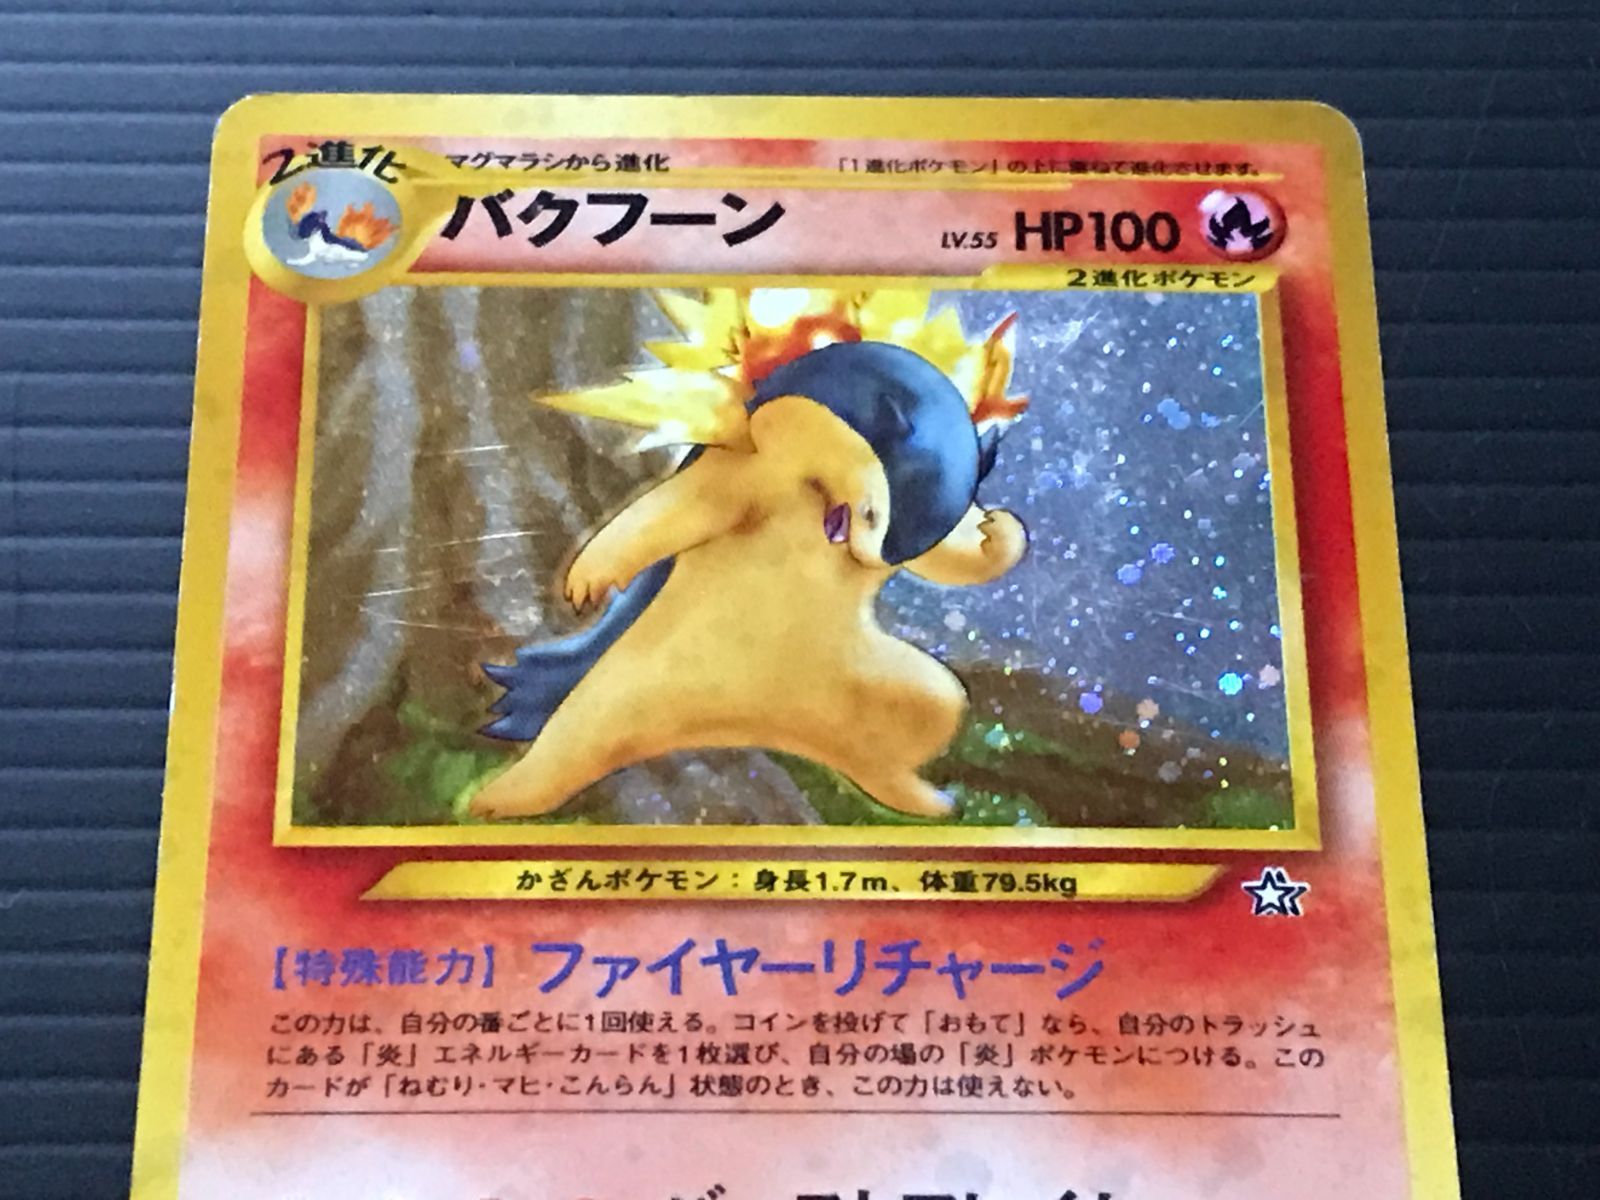 2進化
マグマラシから進化
「1進化ポケモン」の上に重ねて進化させます。
バクフーン
LV.55 HP100
2進化ポケモン
かざんポケモン：身長1.7m、体重79.5kg
【特殊能力】ファイヤーリチャージ
この力は、自分の番ごとに1回使える。コインを投げて「おもて」なら、自分のトラッシュ
にある「炎」エネルギーカードを1枚選び、自分の場の「炎」ポケモンにつける。この
カードが「ねむり・マヒ・こんらん」状態のとき、この力は使えない。